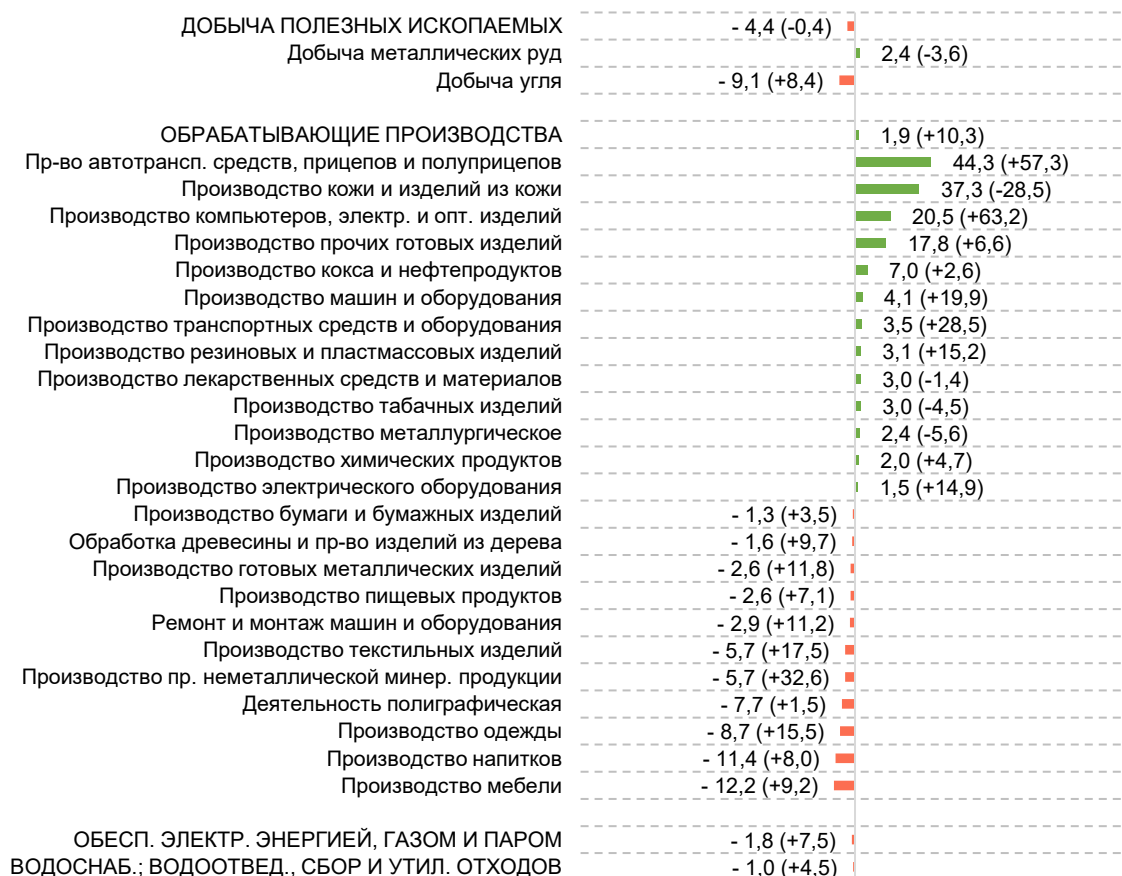 ДОБЫЧА ПОЛЕЗНЫХ ИСКОПАЕМЫХ - 4,4 (-0,4)
Добыча металлических руд 2,4 (-3,6)
Добыча угля - 9,1 (+8,4)
ОБРАБАТЫВАЮЩИЕ ПРОИЗВОДСТВА 1,9 (+10,3)
Пр-во автотрансп. средств, прицепов и полуприцепов 44,3 (+57,3)
Производство кожи и изделий из кожи 37,3 (-28,5)
Производство компьютеров, электр. и опт. изделий 20,5 (+63,2)
Производство прочих готовых изделий 17,8 (+6,6)
Производство кокса и нефтепродуктов 7,0 (+2,6)
Производство машин и оборудования 4,1 (+19,9)
Производство транспортных средств и оборудования 3,5 (+28,5)
Производство резиновых и пластмассовых изделий 3,1 (+15,2)
Производство лекарственных средств и материалов 3,0 (-1,4)
Производство табачных изделий 3,0 (-4,5)
Производство металлургическое 2,4 (-5,6)
Производство химических продуктов 2,0 (+4,7)
Производство электрического оборудования 1,5 (+14,9)
Производство бумаги и бумажных изделий - 1,3 (+3,5)
Обработка древесины и пр-во изделий из дерева - 1,6 (+9,7)
Производство готовых металлических изделий - 2,6 (+11,8)
Производство пищевых продуктов - 2,6 (+7,1)
Ремонт и монтаж машин и оборудования - 2,9 (+11,2)
Производство текстильных изделий - 5,7 (+17,5)
Производство пр. неметаллической минер. продукции - 5,7 (+32,6)
Деятельность полиграфическая - 7,7 (+1,5)
Производство одежды - 8,7 (+15,5)
Производство напитков - 11,4 (+8,0)
Производство мебели - 12,2 (+9,2)
ОБЕСП. ЭЛЕКТР. ЭНЕРГИЕЙ, ГАЗОМ И ПАРОМ - 1,8 (+7,5)
ВОДОСНАБ.; ВОДООТВЕД., СБОР И УТИЛ. ОТХОДОВ - 1,0 (+4,5)